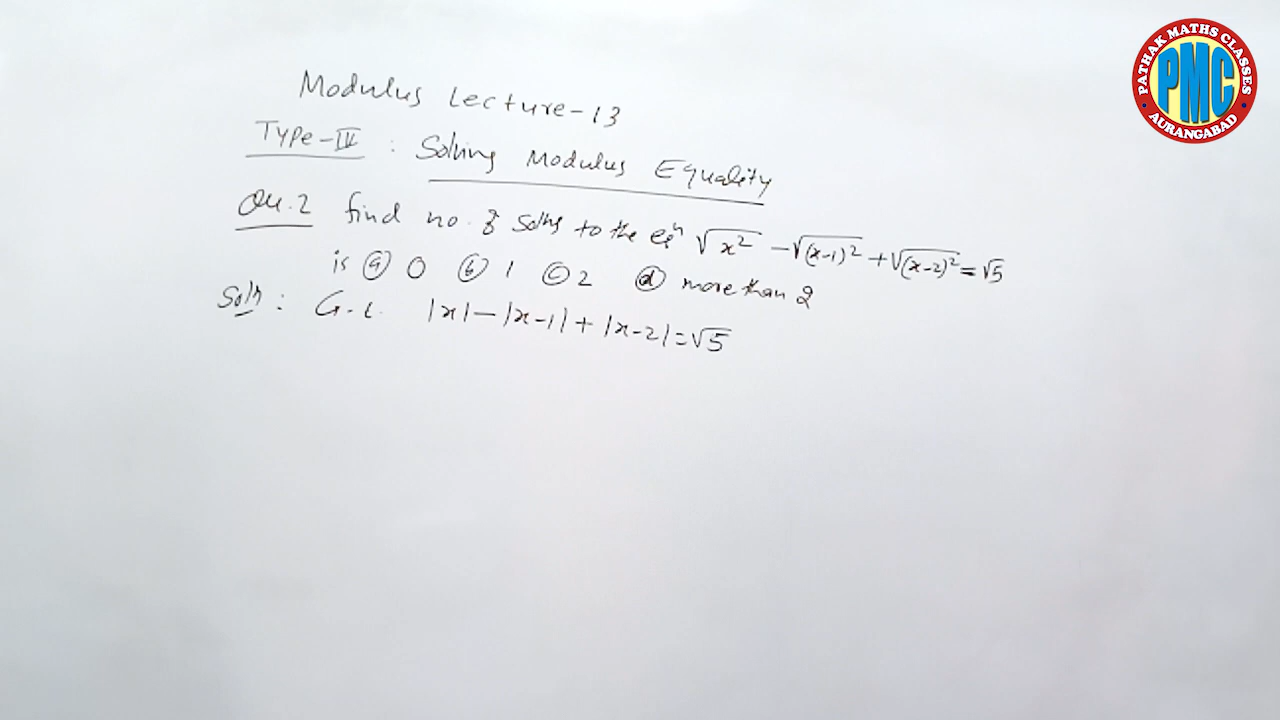 Modulus Lecture-13
Type-IV : Solving Modulus Equality
Qu.2 find no. of solns to the eqn √x² - √(x-1)² + √(x-2)² = √5
is (a) 0 (b) 1 (c) 2 (d) more than 2
Soln : G.E. |x| - |x-1| + |x-2| = √5
PATHAK MATHS CLASSES
PMC
AURANGABAD